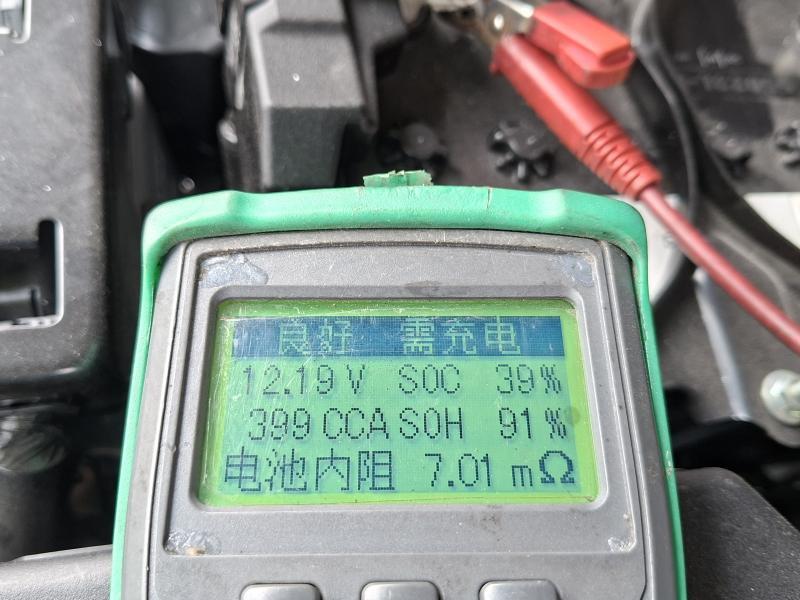 良好 需充电
12.19 V SOC 39%
399 CCA SOH 91%
电池内阻 7.01 mΩ